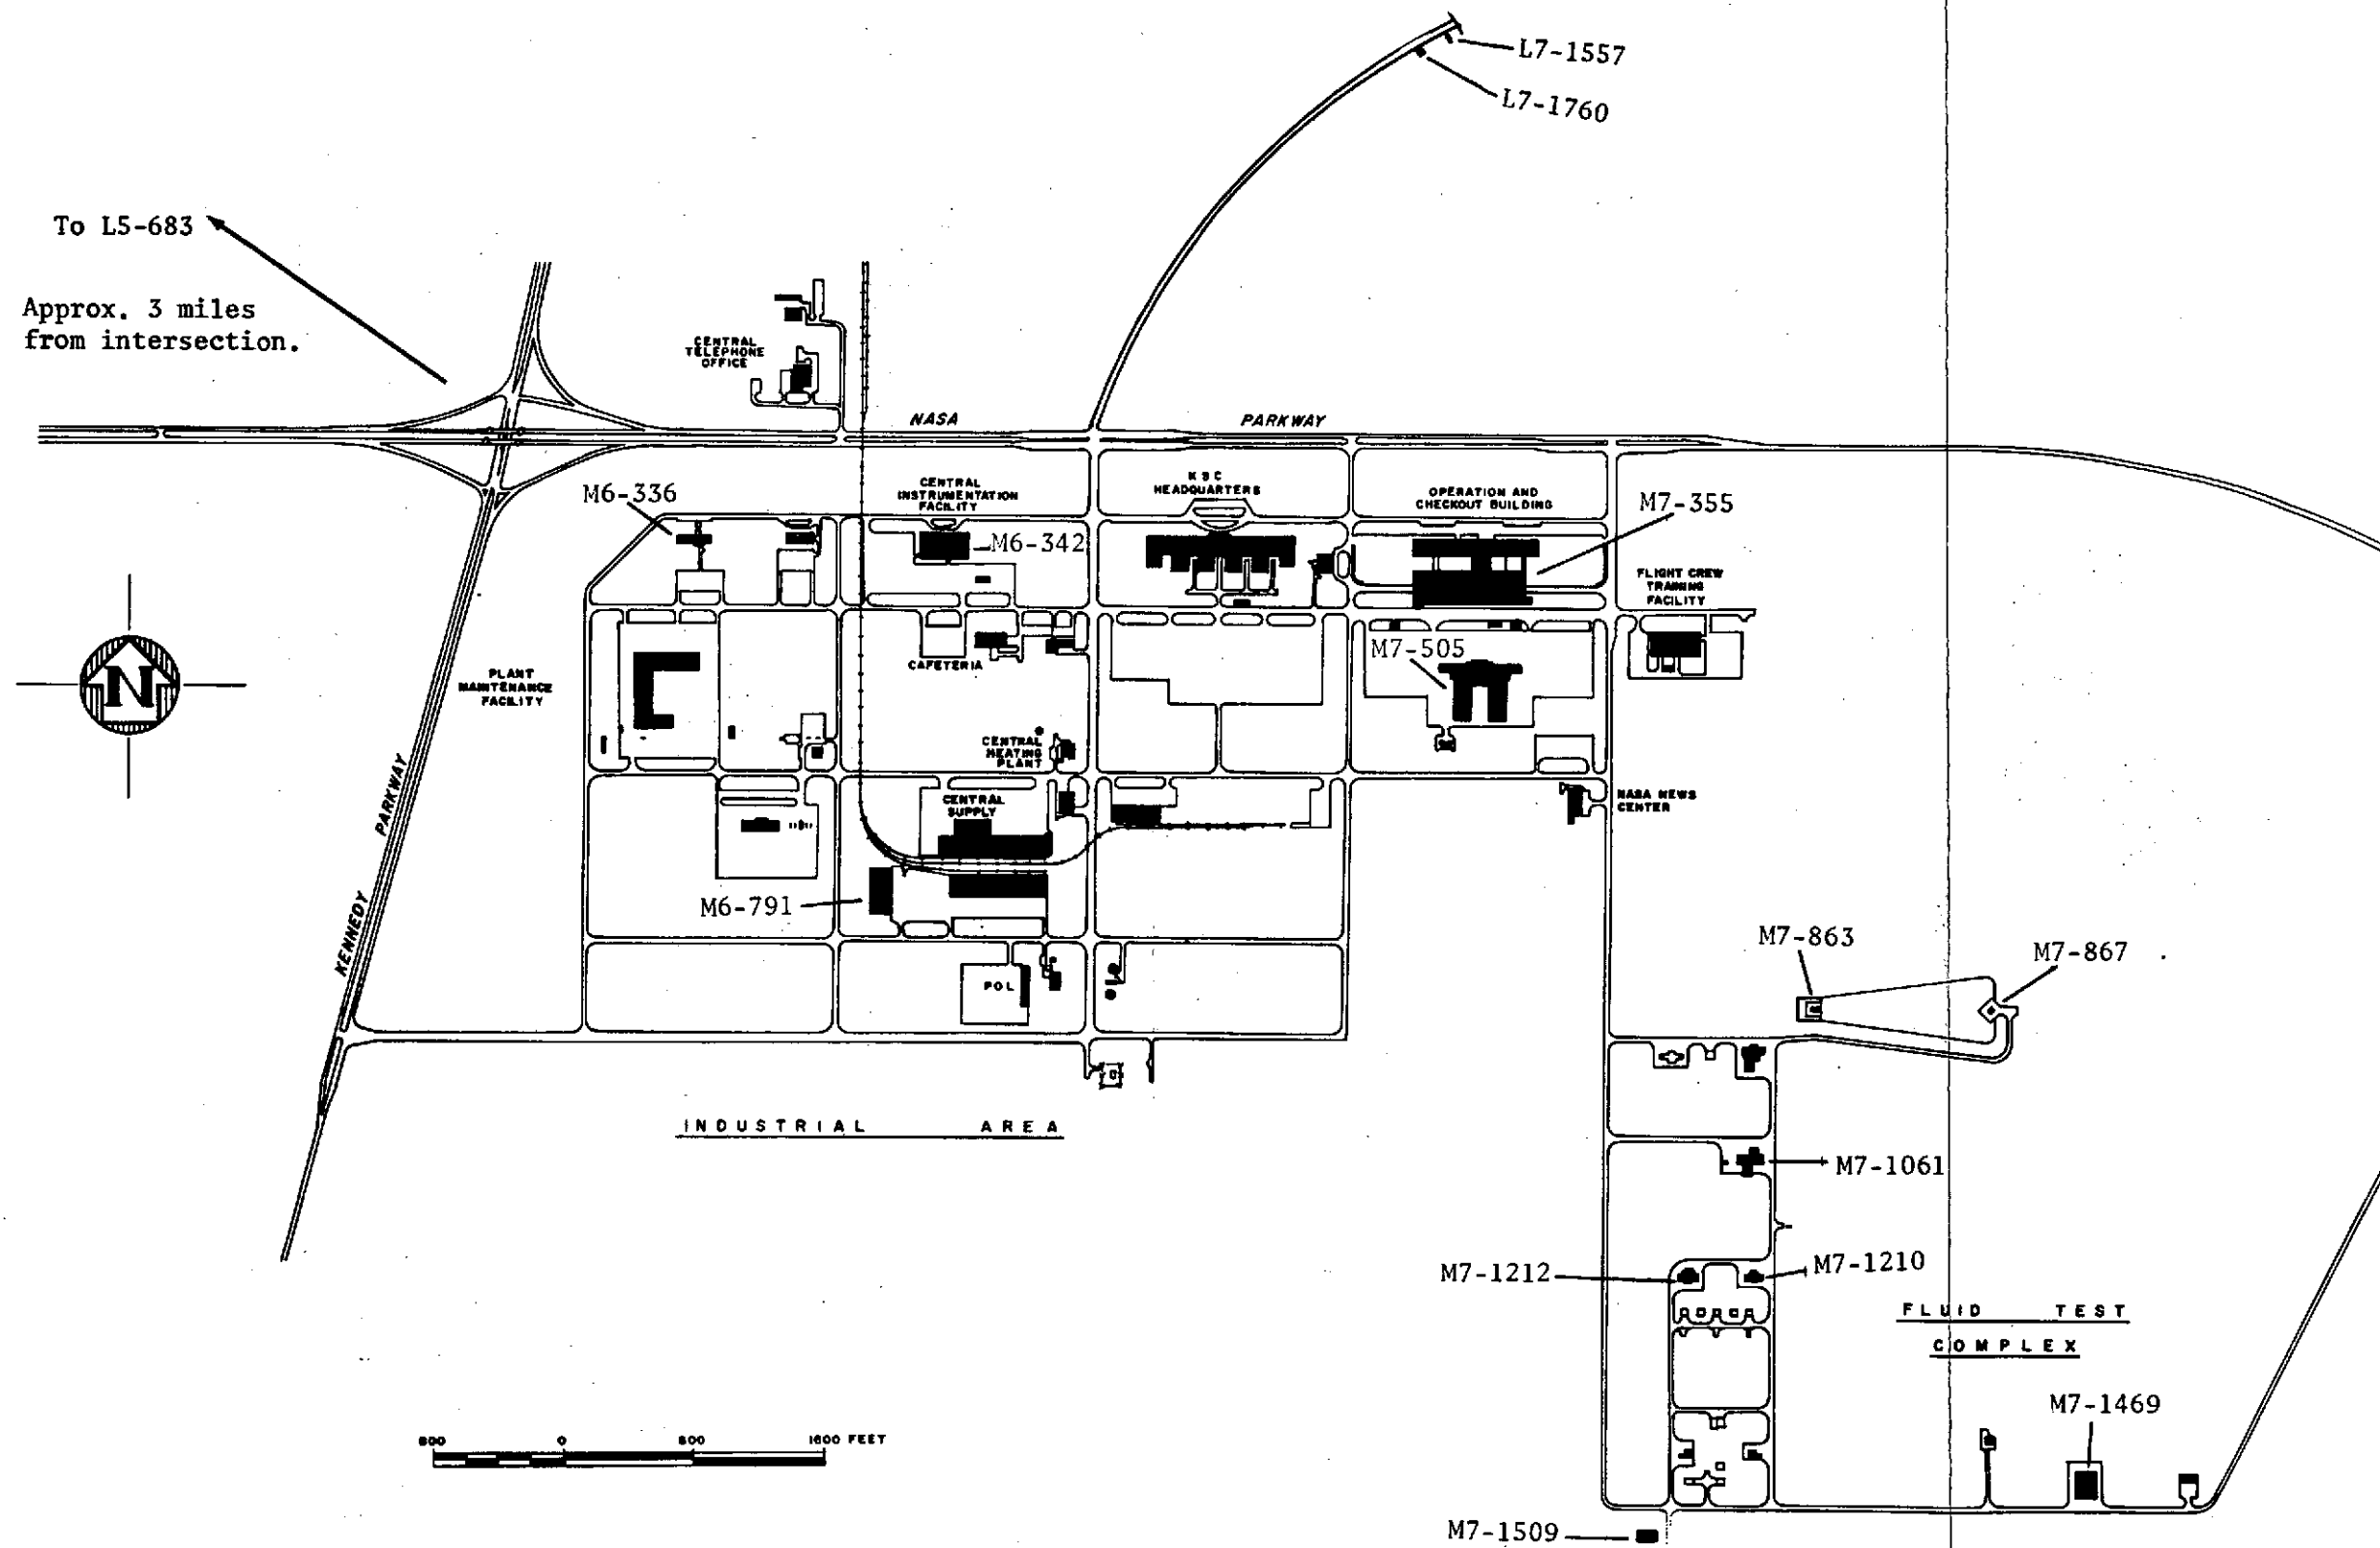 L7-1557
L7-1760
To L5-683
Approx. 3 miles
from intersection.
CENTRAL
TELEPHONE
OFFICE
NASA PARKWAY
M6-336
CENTRAL
INSTRUMENTATION
FACILITY
M6-342
KSC
HEADQUARTERS
OPERATION AND
CHECKOUT BUILDING
M7-355
FLIGHT CREW
TRAINING
FACILITY
N
PLANT
MAINTENANCE
FACILITY
CAFETERIA
M7-505
CENTRAL
HEATING
PLANT
CENTRAL
SUPPLY
NASA NEWS
CENTER
KENNEDY PARKWAY
M6-791
POL
M7-863
M7-867
INDUSTRIAL AREA
M7-1061
M7-1212
M7-1210
FLUID TEST
COMPLEX
M7-1469
800 0 800 1600 FEET
M7-1509